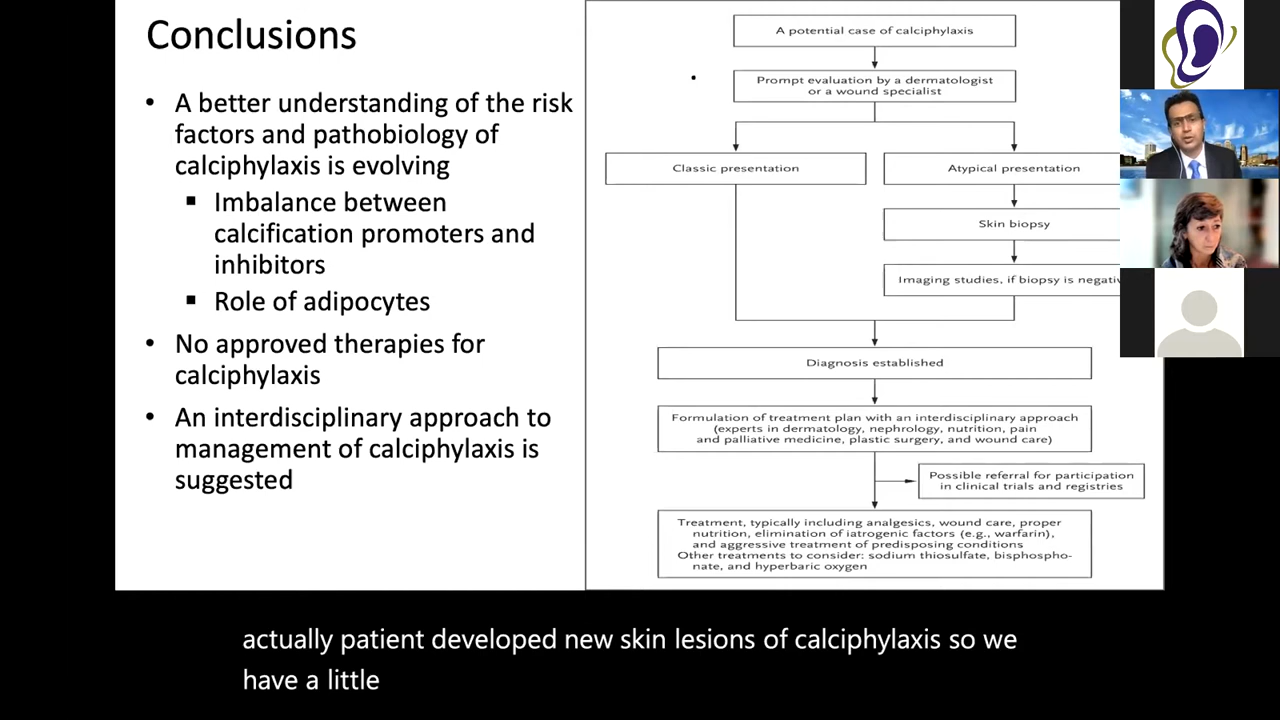 Conclusions
• A better understanding of the risk
factors and pathobiology of
calciphylaxis is evolving
▪ Imbalance between
calcification promoters and
inhibitors
▪ Role of adipocytes
• No approved therapies for
calciphylaxis
• An interdisciplinary approach to
management of calciphylaxis is
suggested
A potential case of calciphylaxis
Prompt evaluation by a dermatologist
or a wound specialist
Classic presentation
Atypical presentation
Skin biopsy
Imaging studies, if biopsy is negativ
Diagnosis established
Formulation of treatment plan with an interdisciplinary approach
(experts in dermatology, nephrology, nutrition, pain
and palliative medicine, plastic surgery, and wound care)
Possible referral for participation
in clinical trials and registries
Treatment, typically including analgesics, wound care, proper
nutrition, elimination of iatrogenic factors (e.g., warfarin),
and aggressive treatment of predisposing conditions
Other treatments to consider: sodium thiosulfate, bisphospho-
nate, and hyperbaric oxygen
actually patient developed new skin lesions of calciphylaxis so we
have a little